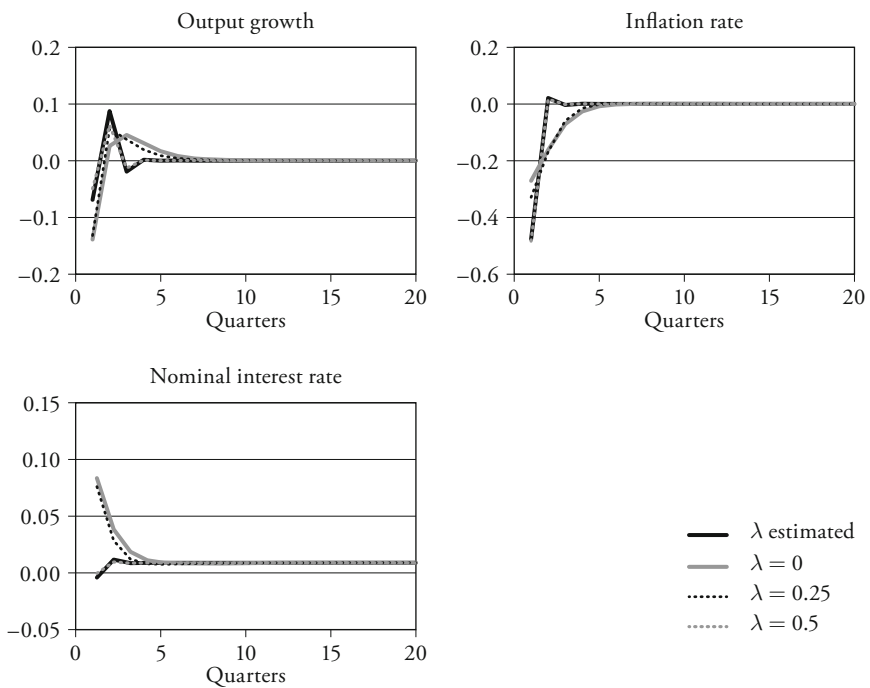 Output growth
0.2
0.1
0.0
−0.1
−0.2
0 5 10 15 20
Quarters
Inflation rate
0.2
0.0
−0.2
−0.4
−0.6
0 5 10 15 20
Quarters
Nominal interest rate
0.15
0.10
0.05
0.00
−0.05
0 5 10 15 20
Quarters
λ estimated
λ = 0
λ = 0.25
λ = 0.5